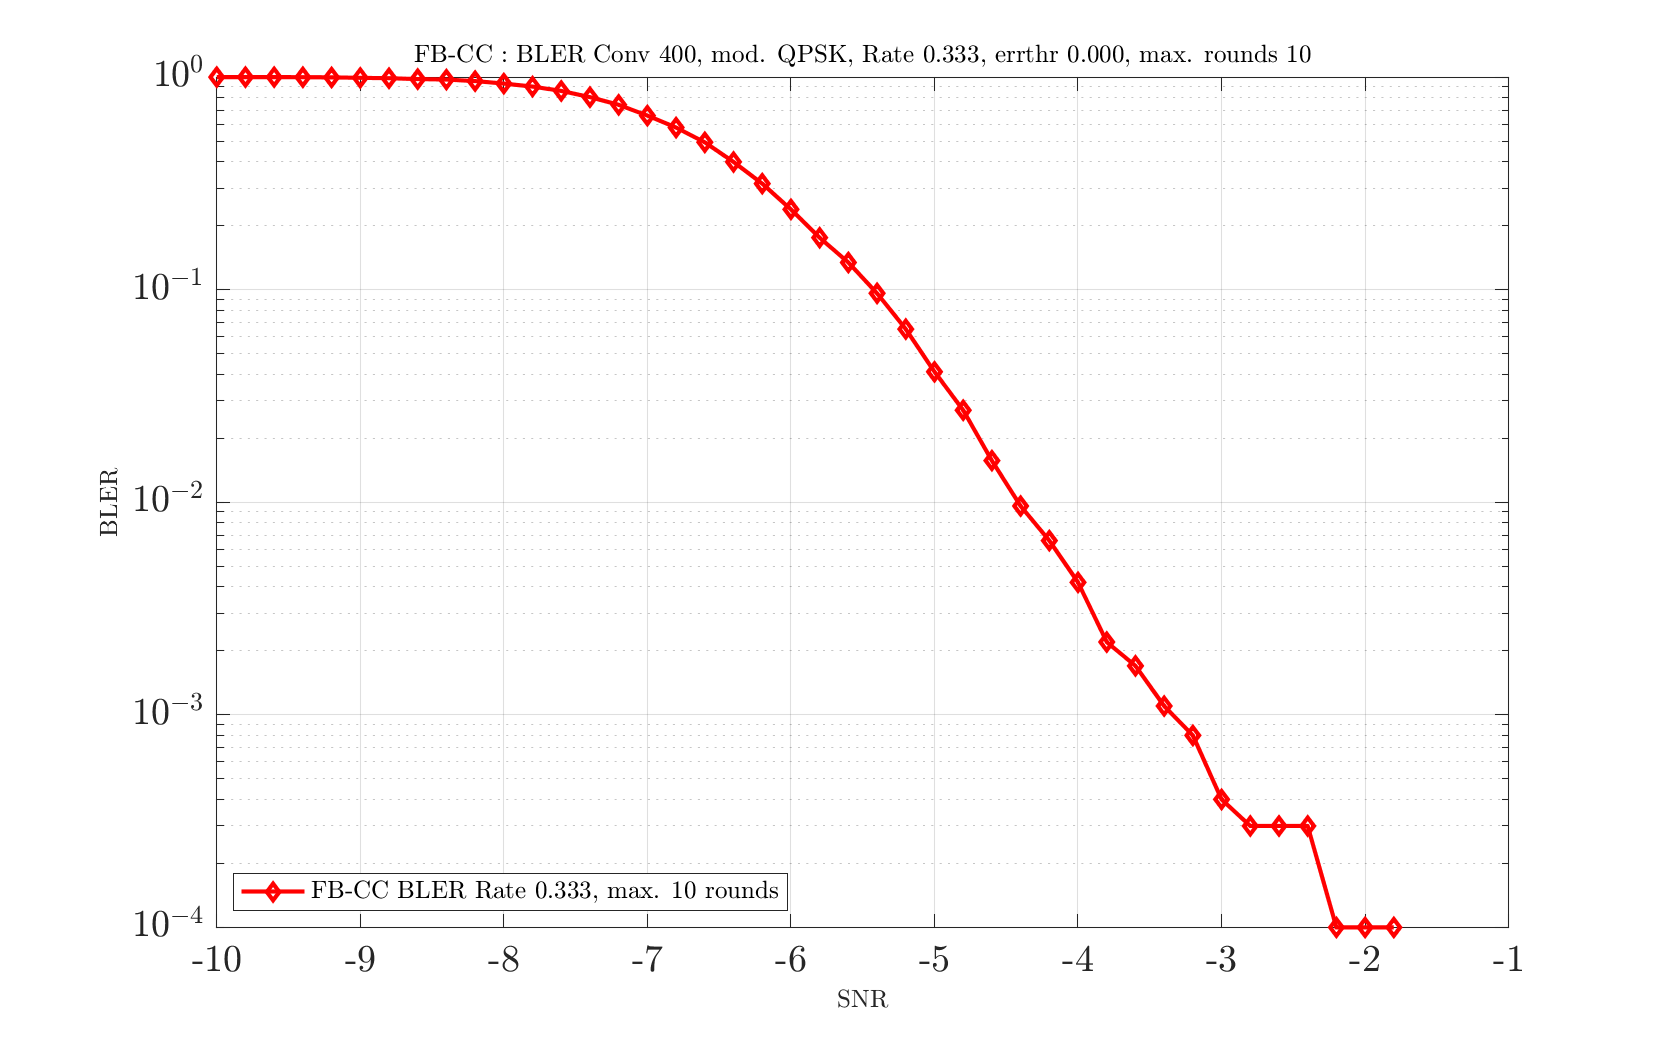 FB-CC : BLER Conv 400, mod. QPSK, Rate 0.333, errthr 0.000, max. rounds 10
10⁰
10⁻¹
10⁻²
10⁻³
10⁻⁴
BLER
FB-CC BLER Rate 0.333, max. 10 rounds
-10 -9 -8 -7 -6 -5 -4 -3 -2 -1
SNR